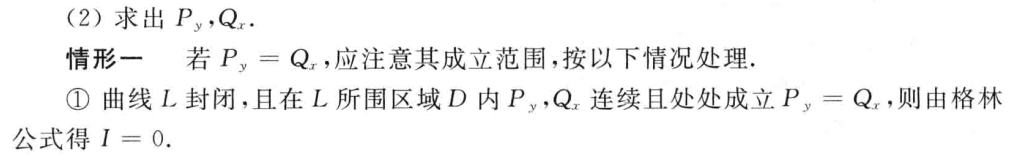 （2）求出 P_y,Q_x.
情形一 若 P_y = Q_x,应注意其成立范围,按以下情况处理.
① 曲线 L 封闭,且在 L 所围区域 D 内 P_y,Q_x 连续且处处成立 P_y = Q_x,则由格林
公式得 I = 0.